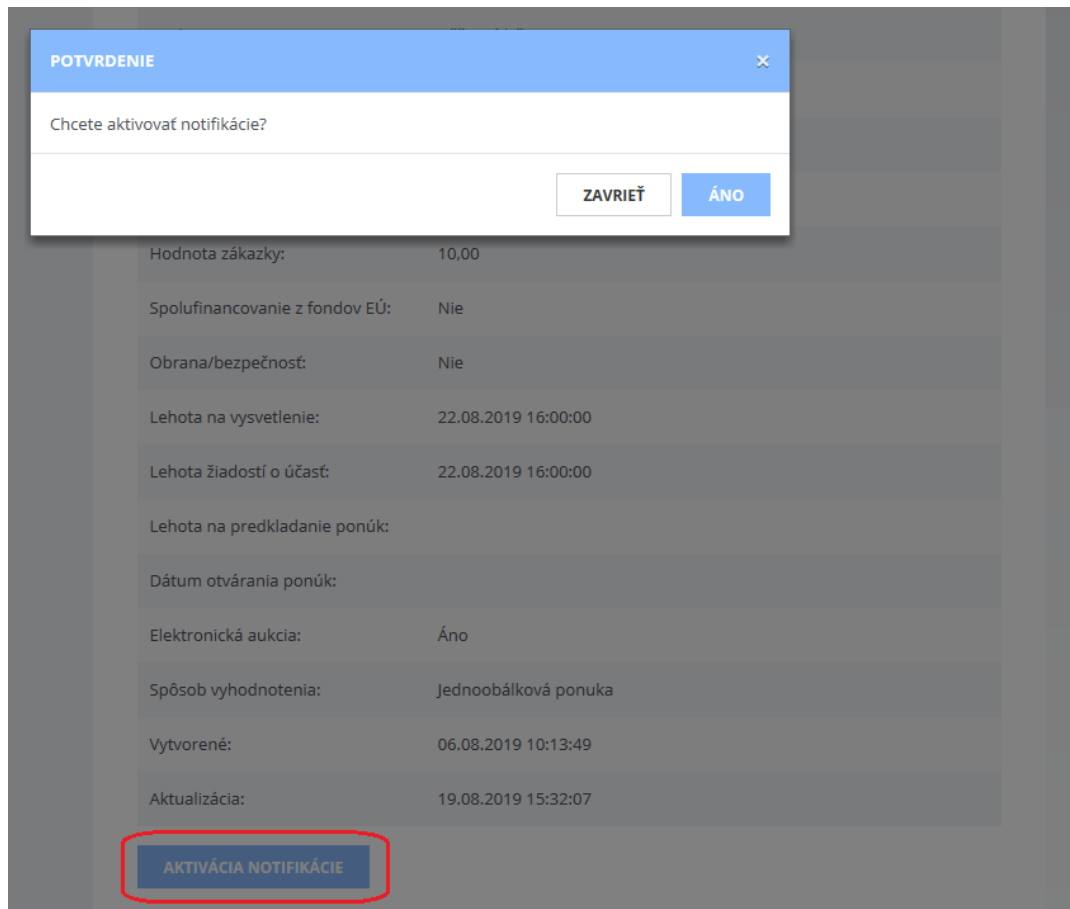 POTVRDENIE ×
Chcete aktivovať notifikácie?
ZAVRIEŤ ÁNO
Hodnota zákazky: 10,00
Spolufinancovanie z fondov EÚ: Nie
Obrana/bezpečnosť: Nie
Lehota na vysvetlenie: 22.08.2019 16:00:00
Lehota žiadostí o účasť: 22.08.2019 16:00:00
Lehota na predkladanie ponúk:
Dátum otvárania ponúk:
Elektronická aukcia: Áno
Spôsob vyhodnotenia: Jednoobálková ponuka
Vytvorené: 06.08.2019 10:13:49
Aktualizácia: 19.08.2019 15:32:07
AKTIVÁCIA NOTIFIKÁCIE